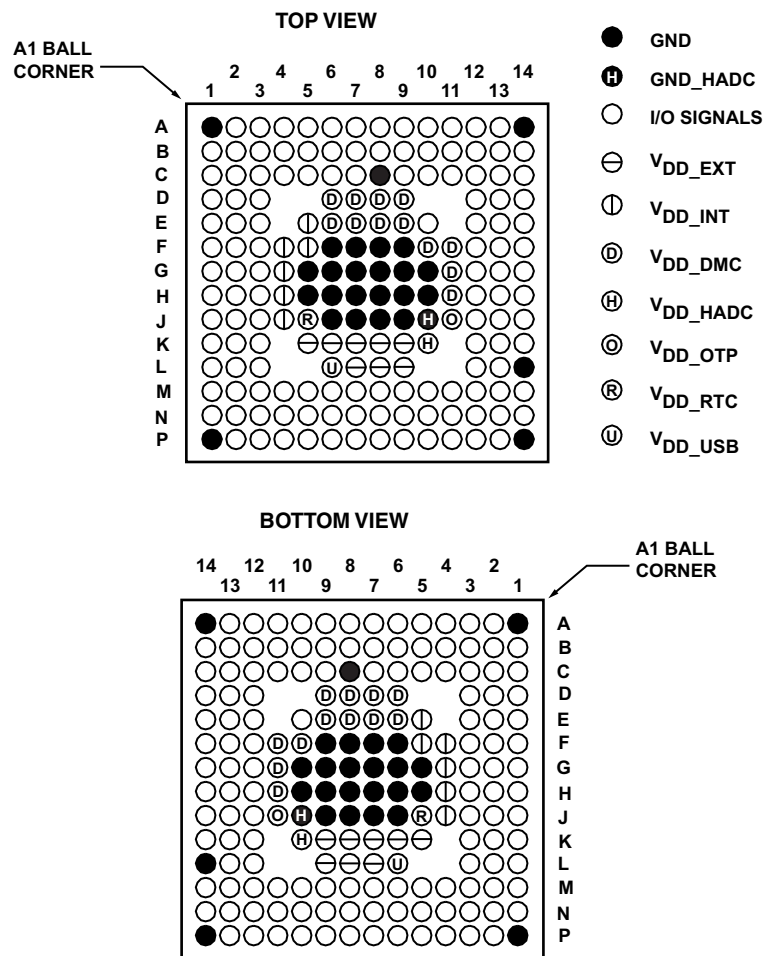 TOP VIEW
A1 BALL
CORNER
2 4 6 8 10 12 14
1 3 5 7 9 11 13
A
B
C
D D D D D
E D D D D
F D D
G D
H D
J R H O
K H
L U
M
N
P
GND
H GND_HADC
I/O SIGNALS
VDD_EXT
VDD_INT
D VDD_DMC
H VDD_HADC
O VDD_OTP
R VDD_RTC
U VDD_USB
BOTTOM VIEW
14 12 10 8 6 4 2
13 11 9 7 5 3 1
A1 BALL
CORNER
A
B
C
D D D D D
D D D D E
D D F
D G
D H
O H R J
H K
U L
M
N
P